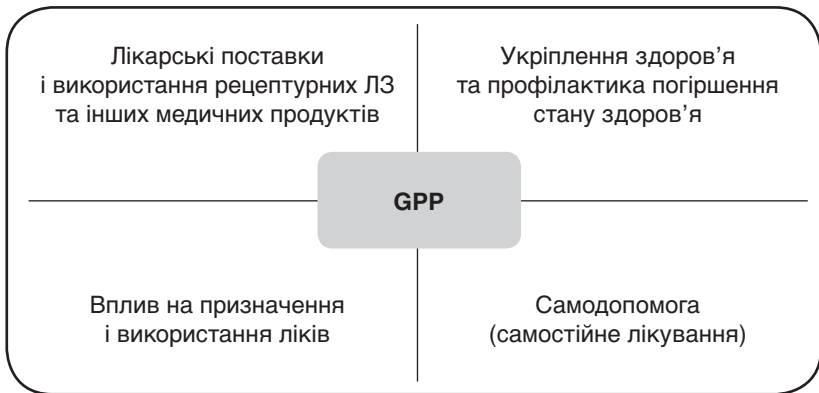 Лікарські поставки
і використання рецептурних ЛЗ
та інших медичних продуктів
Укріплення здоров’я
та профілактика погіршення
стану здоров’я
GPP
Вплив на призначення
і використання ліків
Самодопомога
(самостійне лікування)